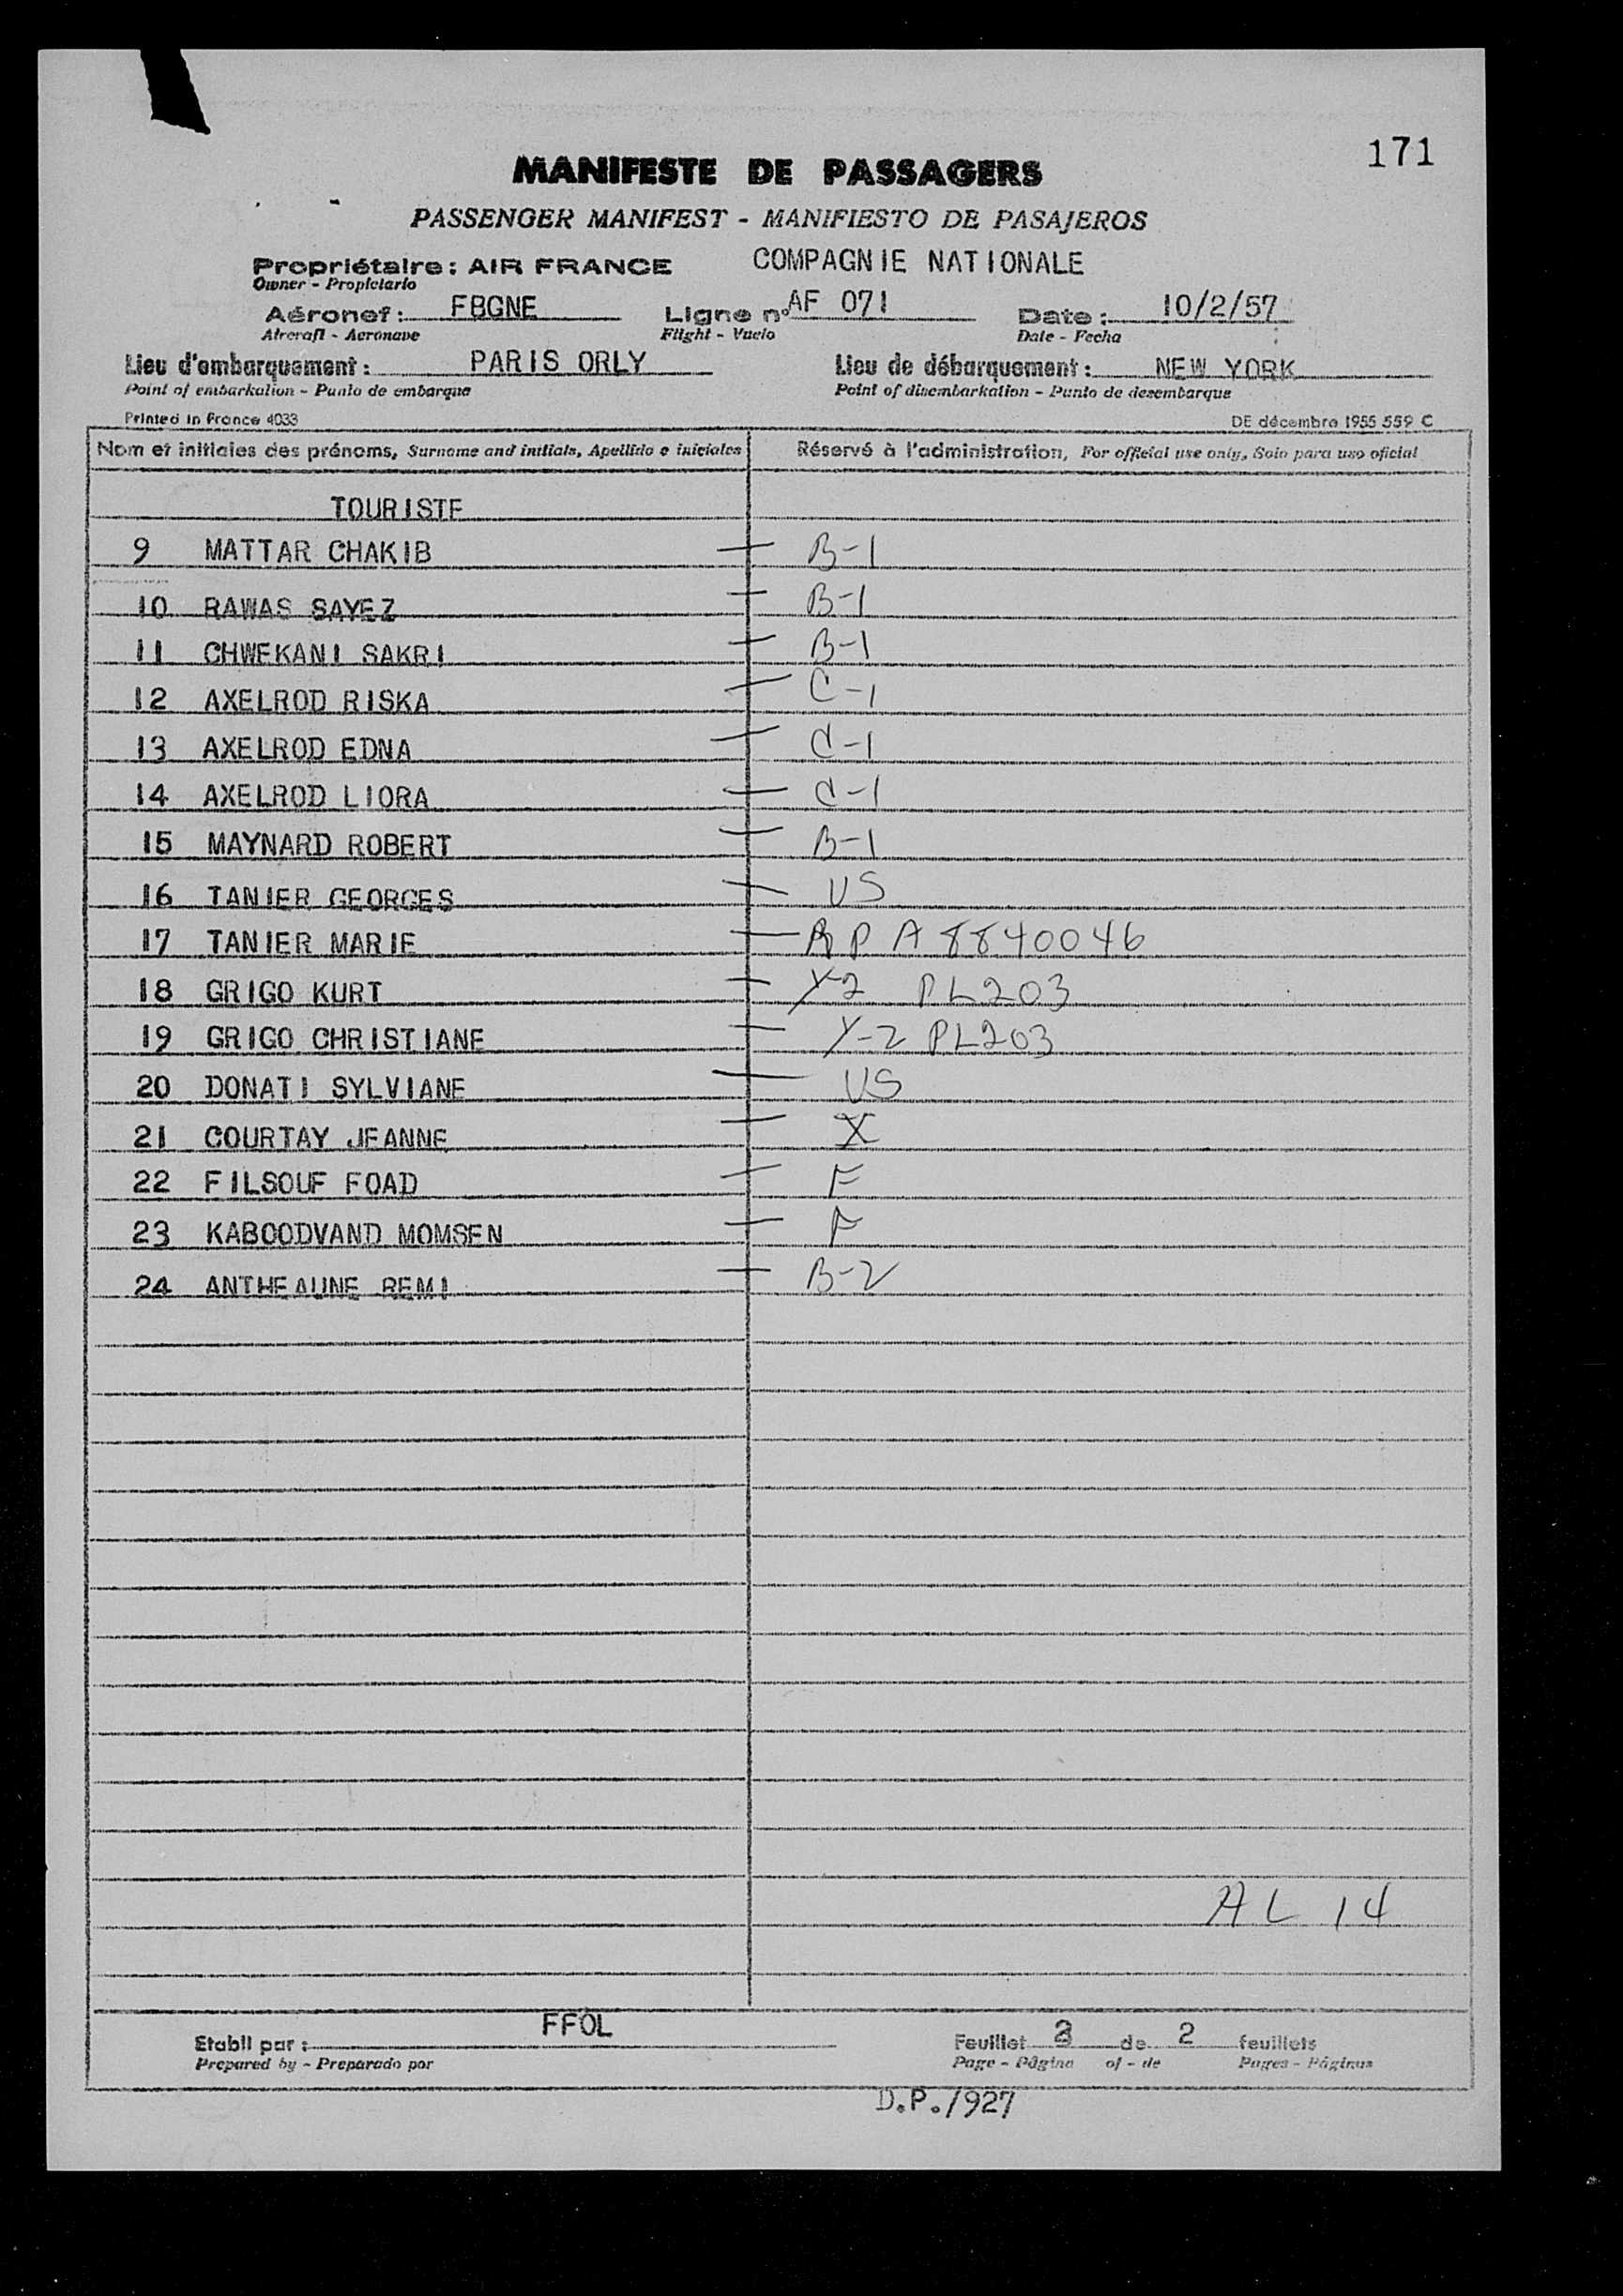 171
MANIFESTE DE PASSAGERS
PASSENGER MANIFEST - MANIFIESTO DE PASAJEROS
Propriétaire : AIR FRANCE COMPAGNIE NATIONALE
Owner - Propietario
Aéronef : FBGNE Ligne n° AF 071 Date : 10/2/57
Aircraft - Aeronave Flight - Vuelo Date - Fecha
Lieu d'embarquement : PARIS ORLY Lieu de débarquement : NEW YORK
Point of embarkation - Punto de embarque Point of disembarkation - Punto de desembarque
Printed in France 4033 DE décembre 1955 559 C
Nom et initiales des prénoms, Surname and initials, Apellido e iniciales Réservé à l'administration, For official use only, Solo para uso oficial
TOURISTE
9 MATTAR CHAKIB — B-1
10 RAWAS SAYEZ — B-1
11 CHWEKANI SAKRI — B-1
12 AXELROD RISKA — C-1
13 AXELROD EDNA — C-1
14 AXELROD LIORA — C-1
15 MAYNARD ROBERT — B-1
16 TANIER GEORGES — US
17 TANIER MARIE — RP A8840046
18 GRIGO KURT — Y-2 PL203
19 GRIGO CHRISTIANE — Y-2 PL203
20 DONATI SYLVIANE — US
21 COURTAY JEANNE — X
22 FILSOUF FOAD — F
23 KABOODVAND MOMSEN — F
24 ANTHEAUNE REMI — B-2
AL 14
Etabli par : FFOL Feuillet 2 de 2 feuillets
Prepared by - Preparado por Page - Página of - de Pages - Páginas
D.P./927